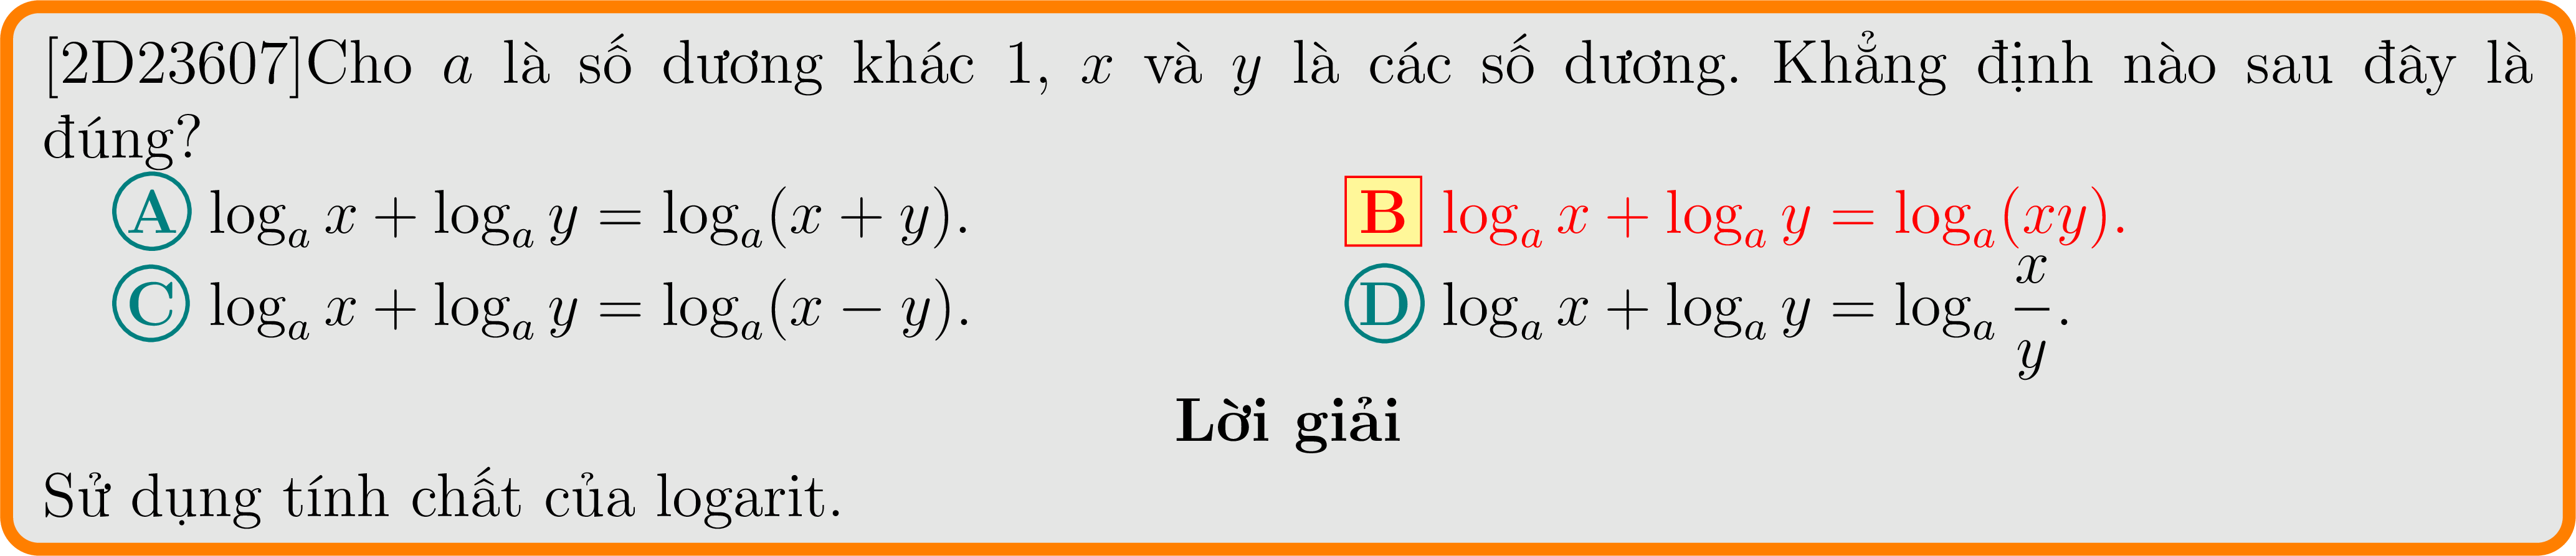 [2D23607]Cho a là số dương khác 1, x và y là các số dương. Khẳng định nào sau đây là
đúng?
A log_a x + log_a y = log_a(x + y). B log_a x + log_a y = log_a(xy).
C log_a x + log_a y = log_a(x − y). D log_a x + log_a y = log_a \frac{x}{y}.
Lời giải
Sử dụng tính chất của logarit.